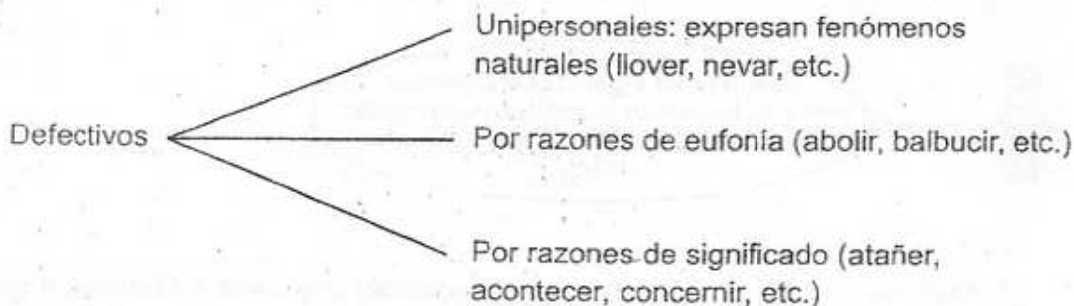 Unipersonales: expresan fenómenos
naturales (llover, nevar, etc.)
Defectivos
Por razones de eufonía (abolir, balbucir, etc.)
Por razones de significado (atañer,
acontecer, concernir, etc.)